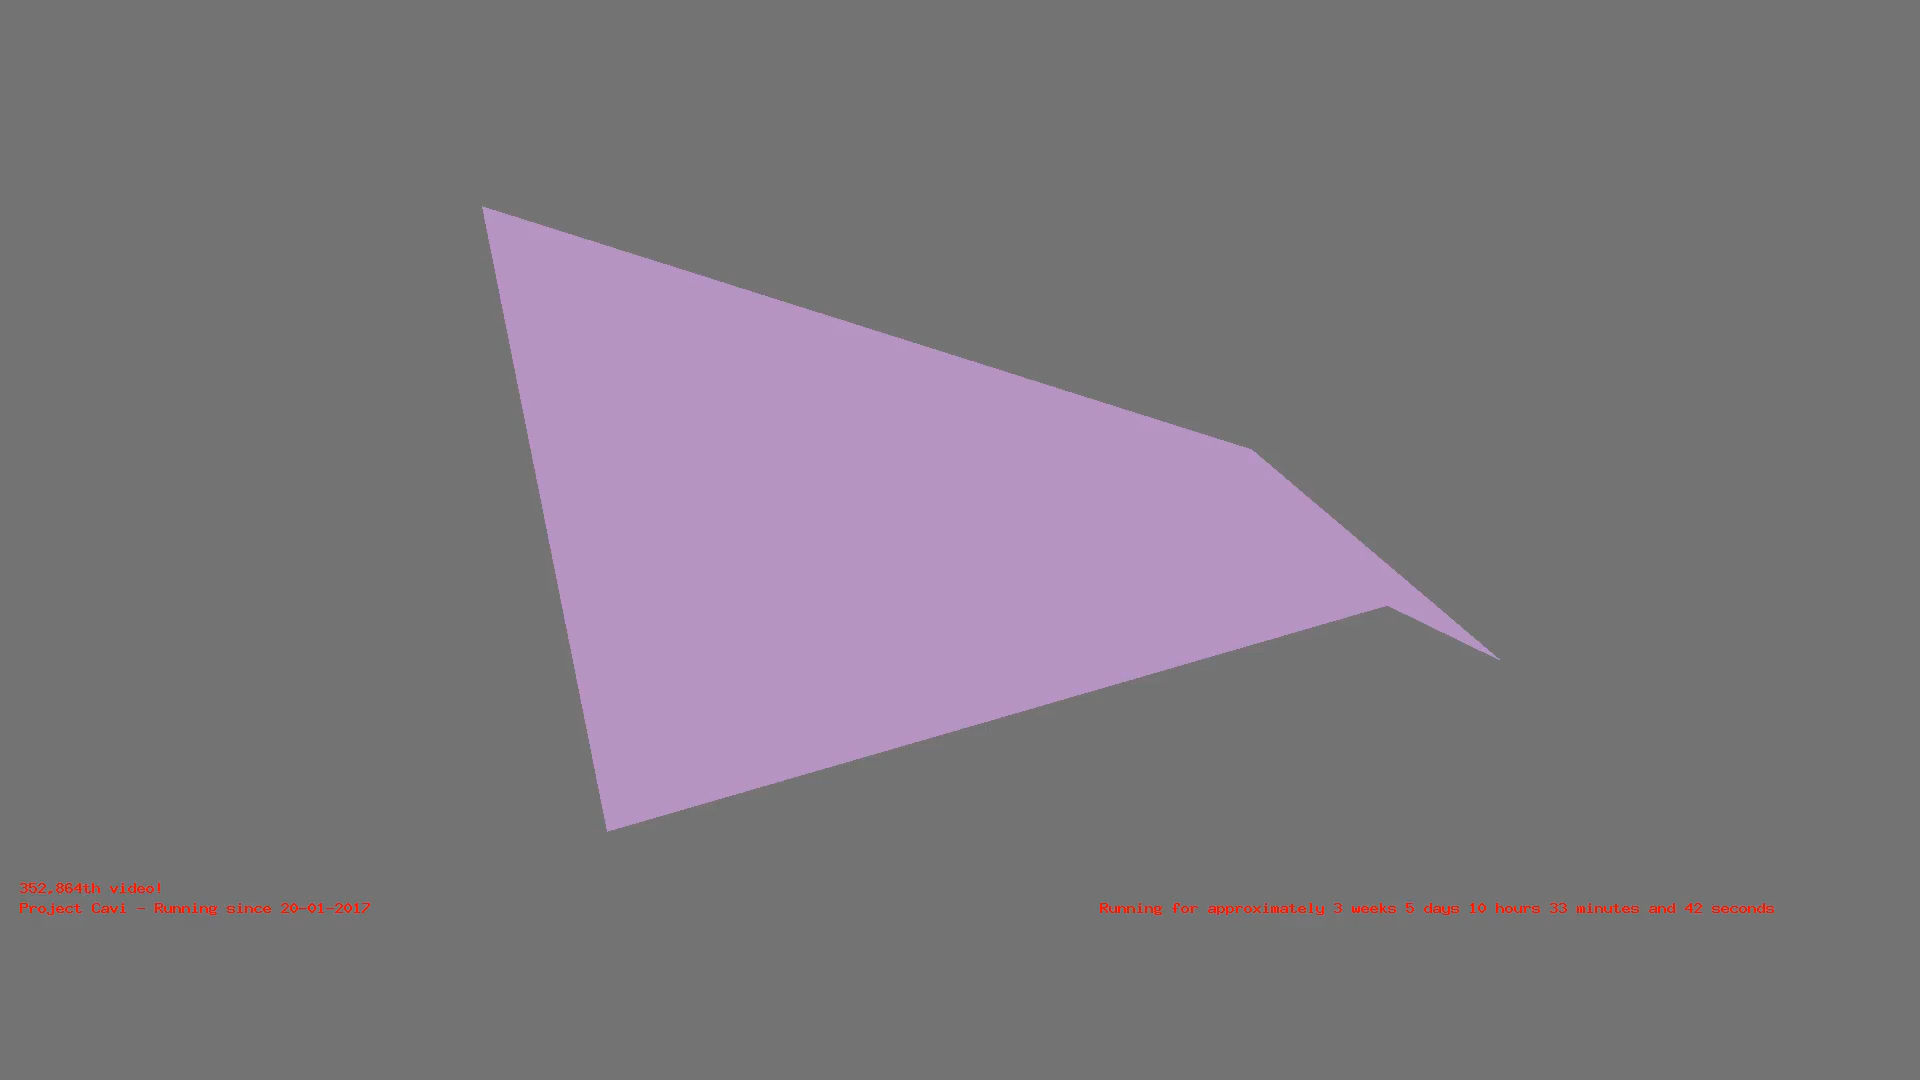 352,864th video!
Project Cavi - Running since 20-01-2017
Running for approximately 3 weeks 5 days 10 hours 33 minutes and 42 seconds